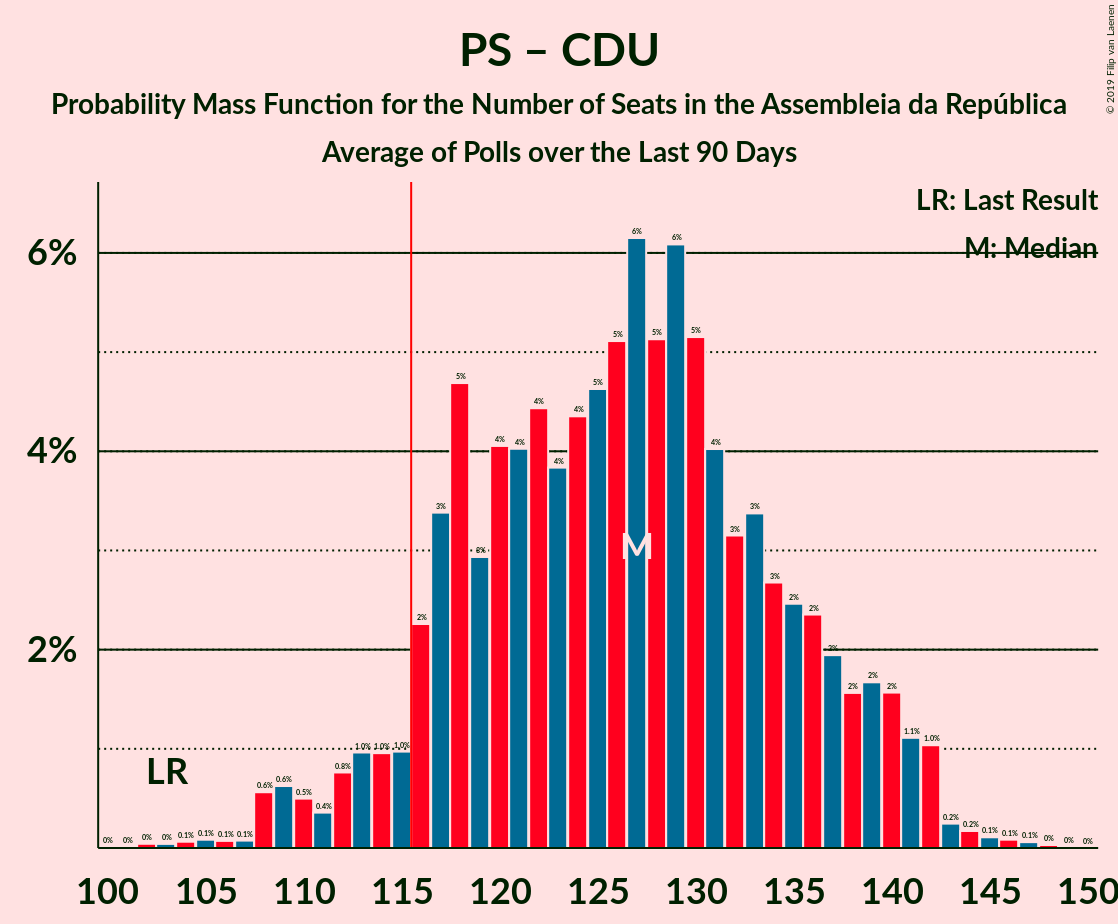 PS – CDU
Probability Mass Function for the Number of Seats in the Assembleia da República
Average of Polls over the Last 90 Days
© 2019 Filip van Laenen
LR: Last Result
M: Median
6%
4%
2%
0% 0% 0% 0% 0.1% 0.1% 0.1% 0.1% 0.6% 0.6% 0.5% 0.4% 0.8% 1.0% 1.0% 1.0% 2% 3% 5% 3% 4% 4% 4% 4% 4% 5% 5% 6% 5% 6% 5% 4% 3% 3% 3% 2% 2% 2% 2% 2% 2% 1.1% 1.0% 0.2% 0.2% 0.1% 0.1% 0.1% 0% 0% 0%
M
LR
100 105 110 115 120 125 130 135 140 145 150